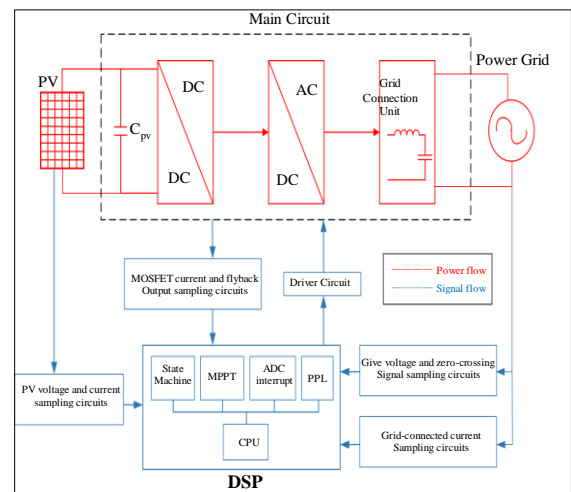 Main Circuit
PV
C_pv
DC
DC
AC
DC
Grid
Connection
Unit
Power Grid
MOSFET current and flyback
Output sampling circuits
Driver Circuit
Power flow
Signal flow
PV voltage and current
sampling circuits
State
Machine
MPPT
ADC
interrupt
PPL
CPU
DSP
Give voltage and zero-crossing
Signal sampling circuits
Grid-connected current
Sampling circuits